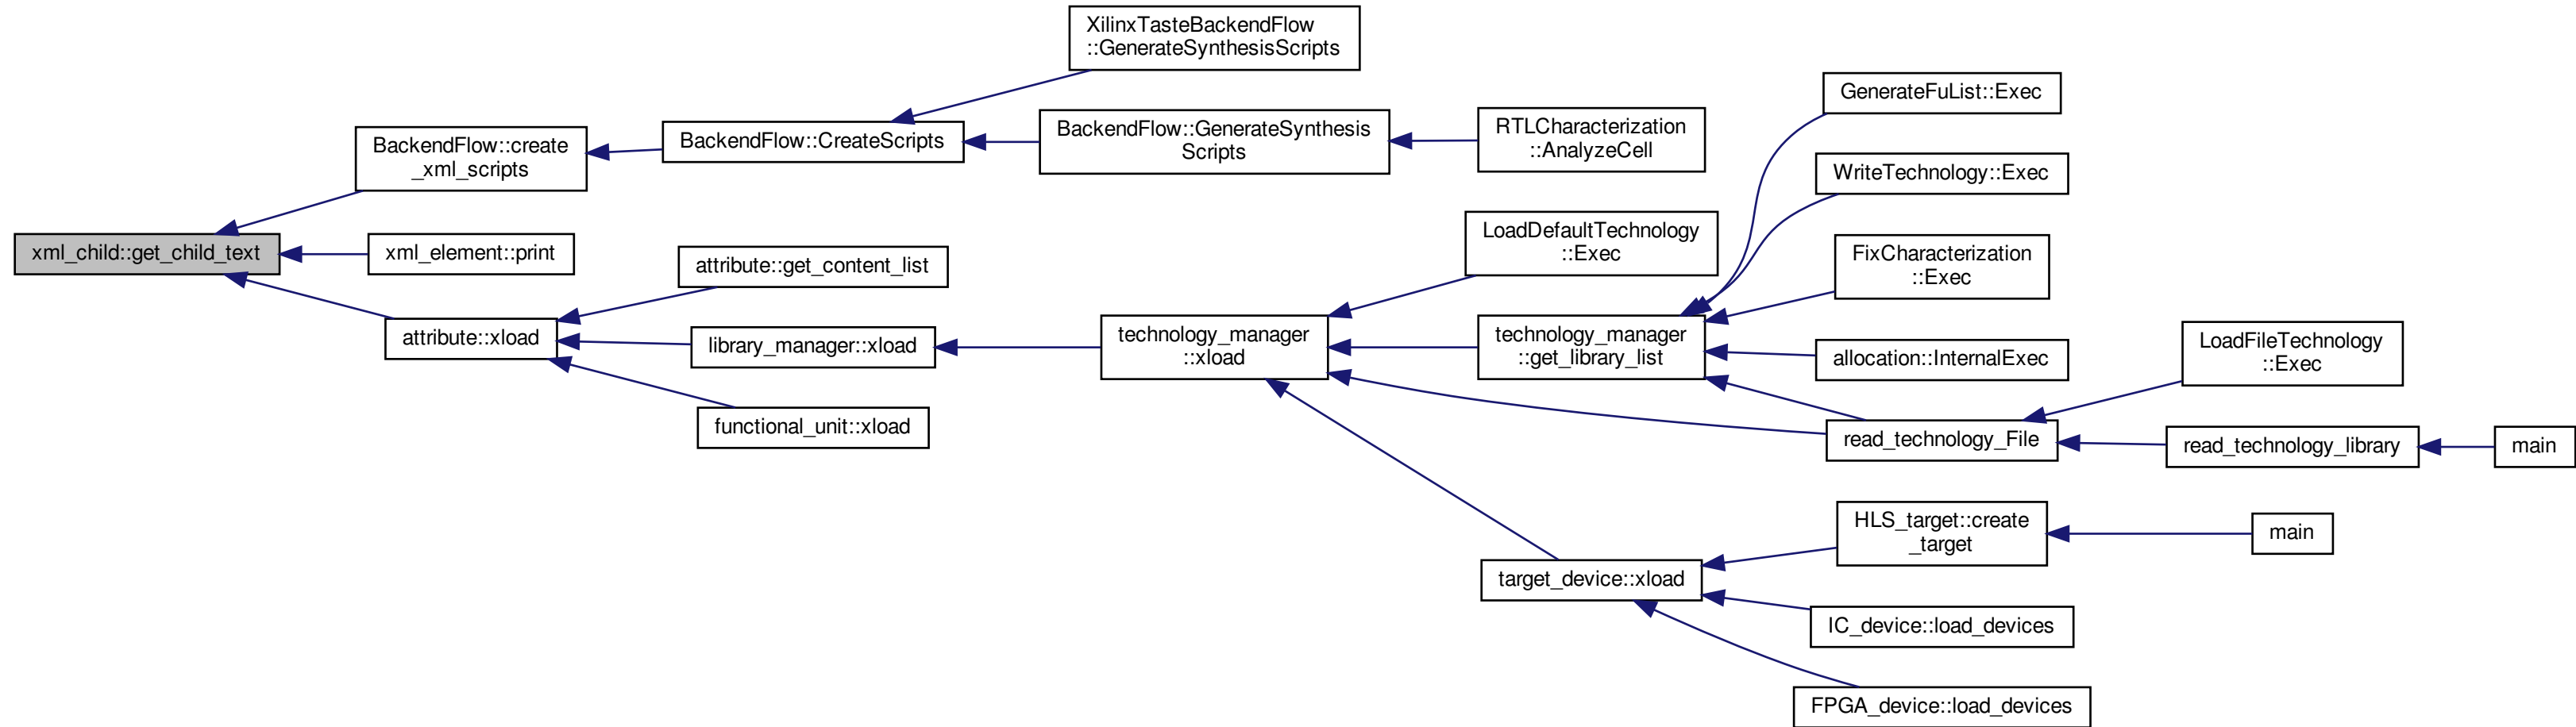 XilinxTasteBackendFlow
::GenerateSynthesisScripts
GenerateFuList::Exec
BackendFlow::create
_xml_scripts
BackendFlow::CreateScripts
BackendFlow::GenerateSynthesis
Scripts
RTLCharacterization
::AnalyzeCell
WriteTechnology::Exec
xml_child::get_child_text
xml_element::print
attribute::get_content_list
LoadDefaultTechnology
::Exec
FixCharacterization
::Exec
attribute::xload
library_manager::xload
technology_manager
::xload
technology_manager
::get_library_list
allocation::InternalExec
LoadFileTechnology
::Exec
functional_unit::xload
read_technology_File
read_technology_library
main
HLS_target::create
_target
main
target_device::xload
IC_device::load_devices
FPGA_device::load_devices